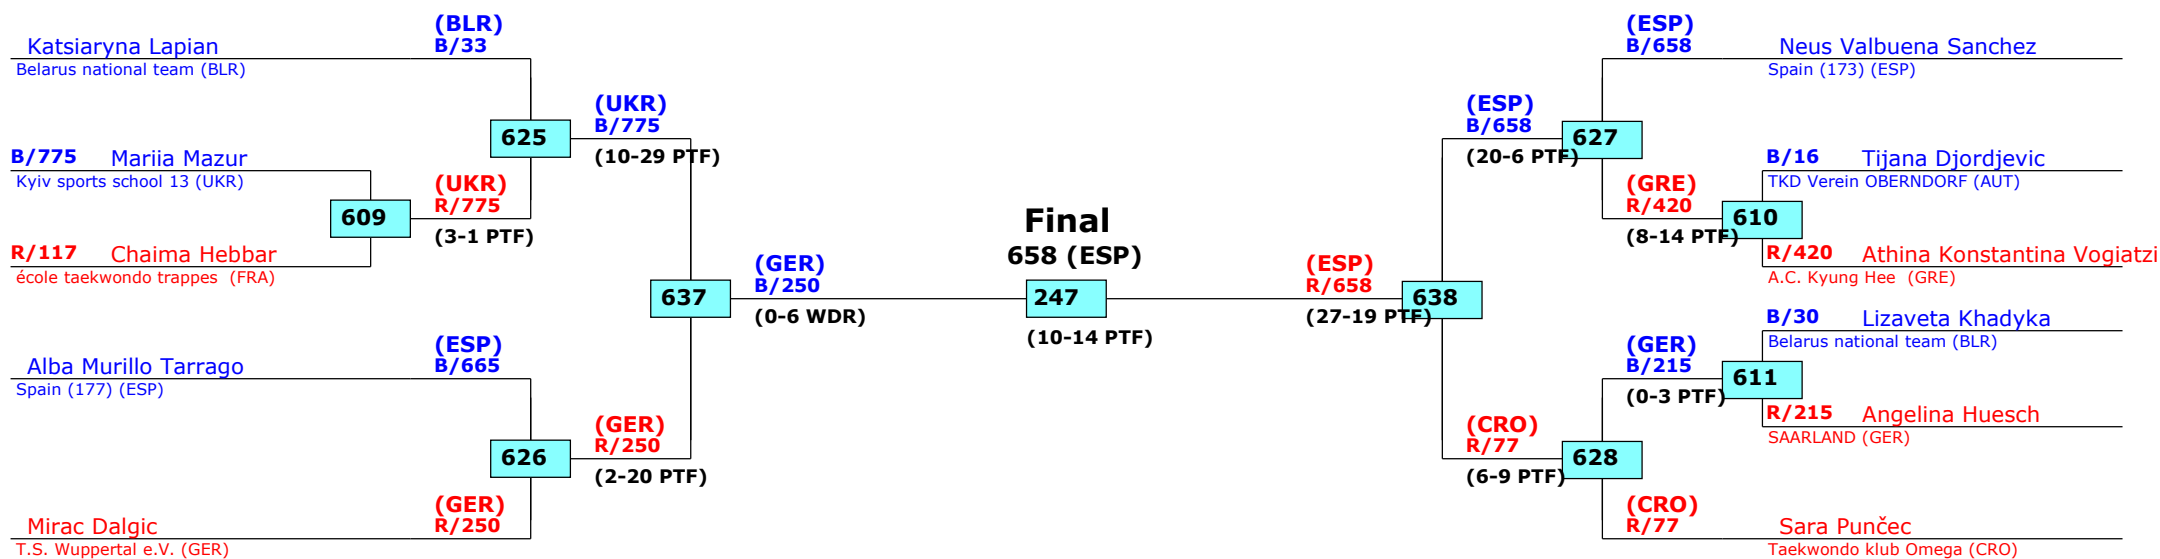 (BLR)
B/33
Katsiaryna Lapian
Belarus national team (BLR)
B/775 Mariia Mazur
Kyiv sports school 13 (UKR)
R/117 Chaima Hebbar
école taekwondo trappes (FRA)
609
(UKR)
R/775
(3-1 PTF)
625
(UKR)
B/775
(10-29 PTF)
Alba Murillo Tarrago
Spain (177) (ESP)
(ESP)
B/665
Mirac Dalgic
T.S. Wuppertal e.V. (GER)
(GER)
R/250
626
(GER)
R/250
(2-20 PTF)
637
(GER)
B/250
(0-6 WDR)
Final
658 (ESP)
247
(10-14 PTF)
(ESP)
R/658
(27-19 PTF)
638
(ESP)
B/658
(20-6 PTF)
627
(ESP)
B/658
Neus Valbuena Sanchez
Spain (173) (ESP)
(GRE)
R/420
(8-14 PTF)
610
B/16 Tijana Djordjevic
TKD Verein OBERNDORF (AUT)
R/420 Athina Konstantina Vogiatzi
A.C. Kyung Hee (GRE)
(CRO)
R/77
(6-9 PTF)
628
(GER)
B/215
(0-3 PTF)
611
B/30 Lizaveta Khadyka
Belarus national team (BLR)
R/215 Angelina Huesch
SAARLAND (GER)
(CRO)
R/77
Sara Punčec
Taekwondo klub Omega (CRO)